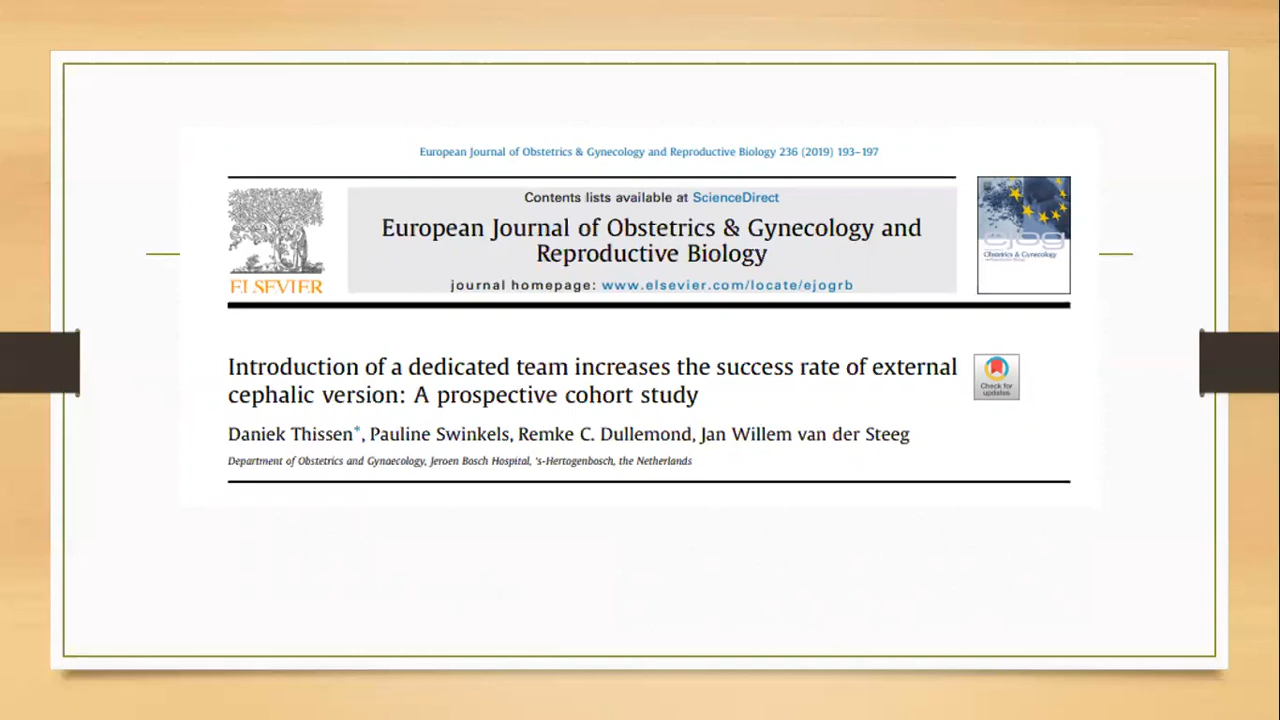 European Journal of Obstetrics & Gynecology and Reproductive Biology 236 (2019) 193–197
Contents lists available at ScienceDirect
European Journal of Obstetrics & Gynecology and
Reproductive Biology
journal homepage: www.elsevier.com/locate/ejogrb
ELSEVIER
ejog
Obstetrics & Gynecology
Introduction of a dedicated team increases the success rate of external
cephalic version: A prospective cohort study
Check for
updates
Daniek Thissen*, Pauline Swinkels, Remke C. Dullemond, Jan Willem van der Steeg
Department of Obstetrics and Gynaecology, Jeroen Bosch Hospital, 's-Hertogenbosch, the Netherlands